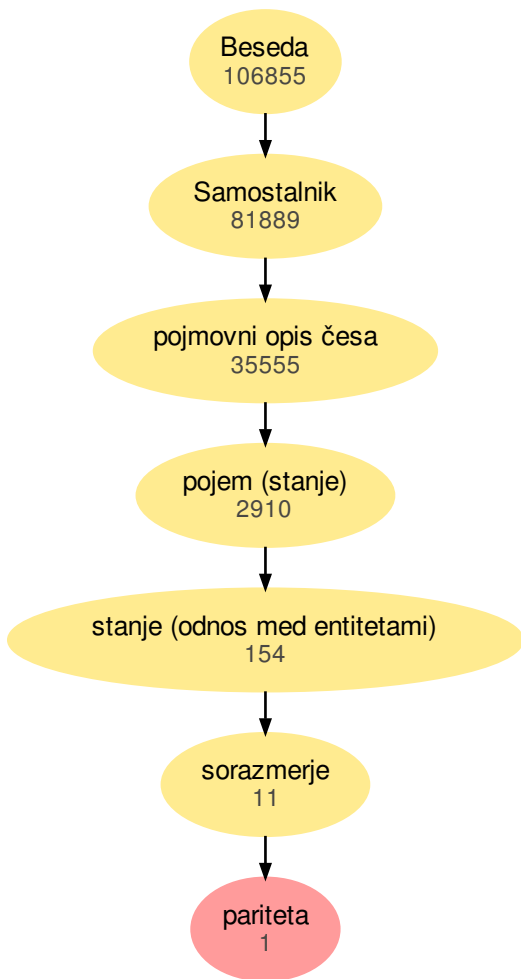 Beseda
106855
Samostalnik
81889
pojmovni opis česa
35555
pojem (stanje)
2910
stanje (odnos med entitetami)
154
sorazmerje
11
pariteta
1